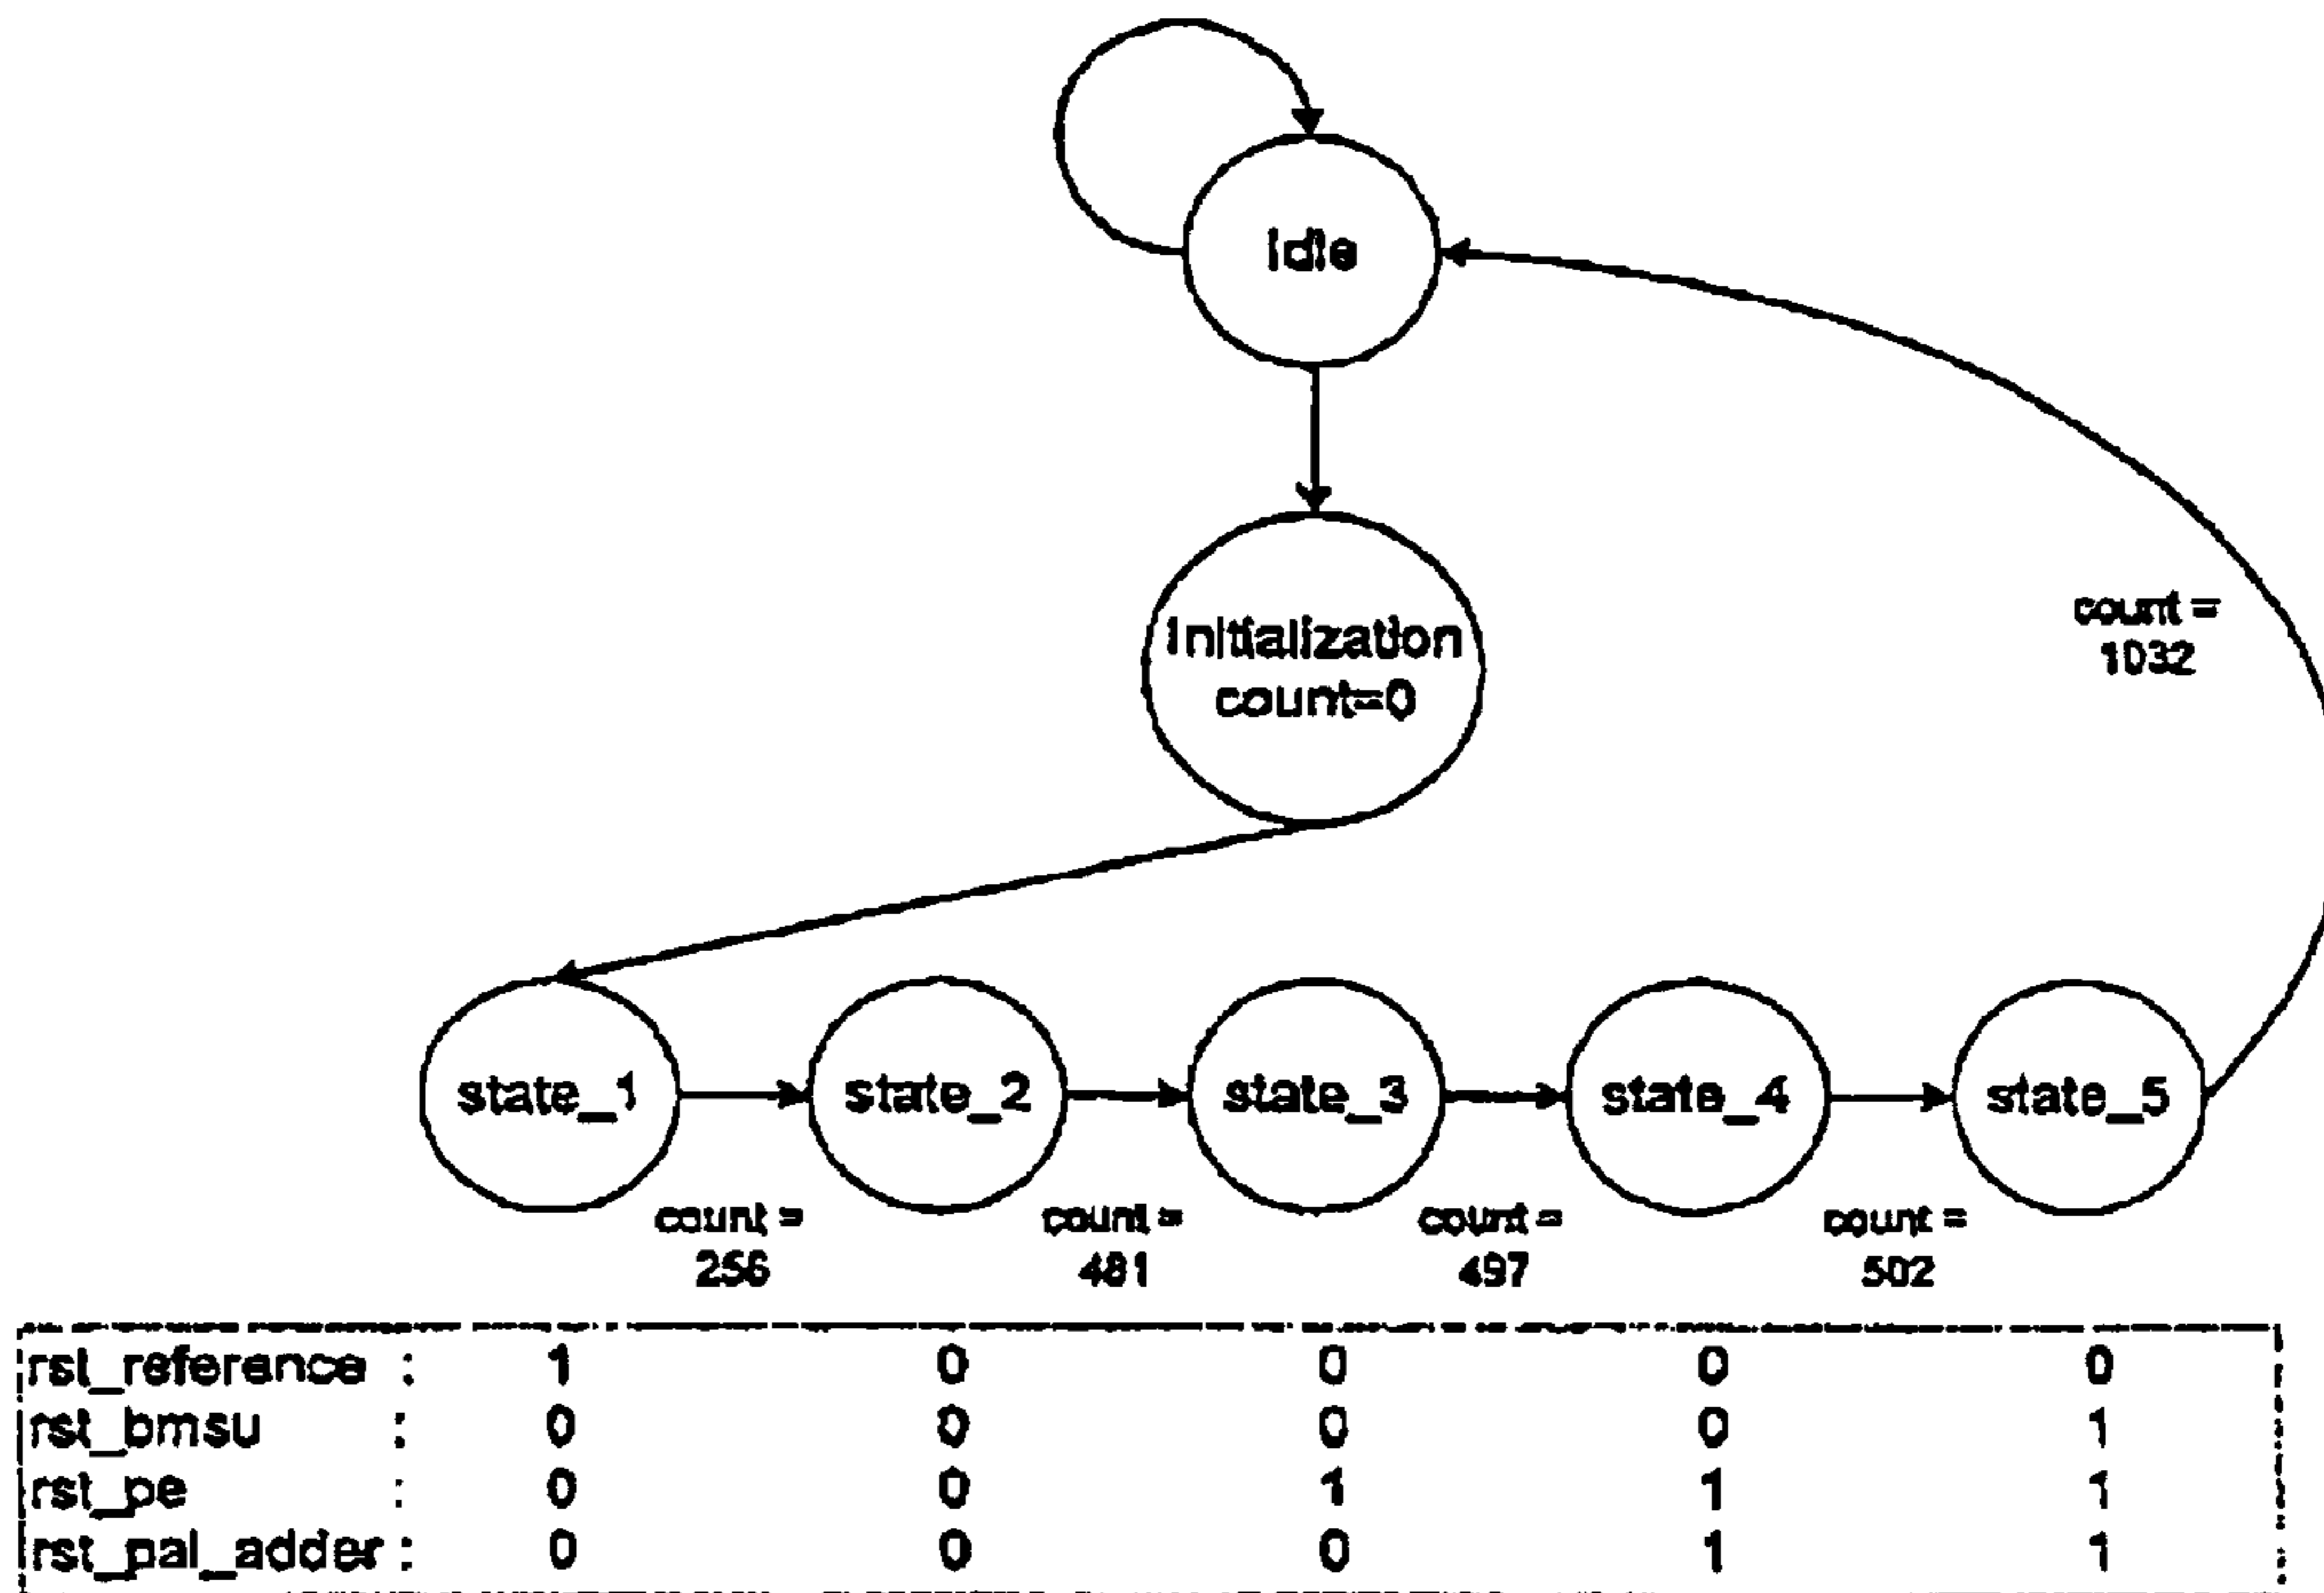 Idle
Initialization
count=0
count =
1032
state_1
state_2
state_3
state_4
state_5
count =
256
count =
481
count =
497
count =
502
rst_reference : 1 0 0 0 0
rst_bmsu : 0 0 0 0 1
rst_pe : 0 0 1 1 1
rst_pal_adder : 0 0 0 1 1